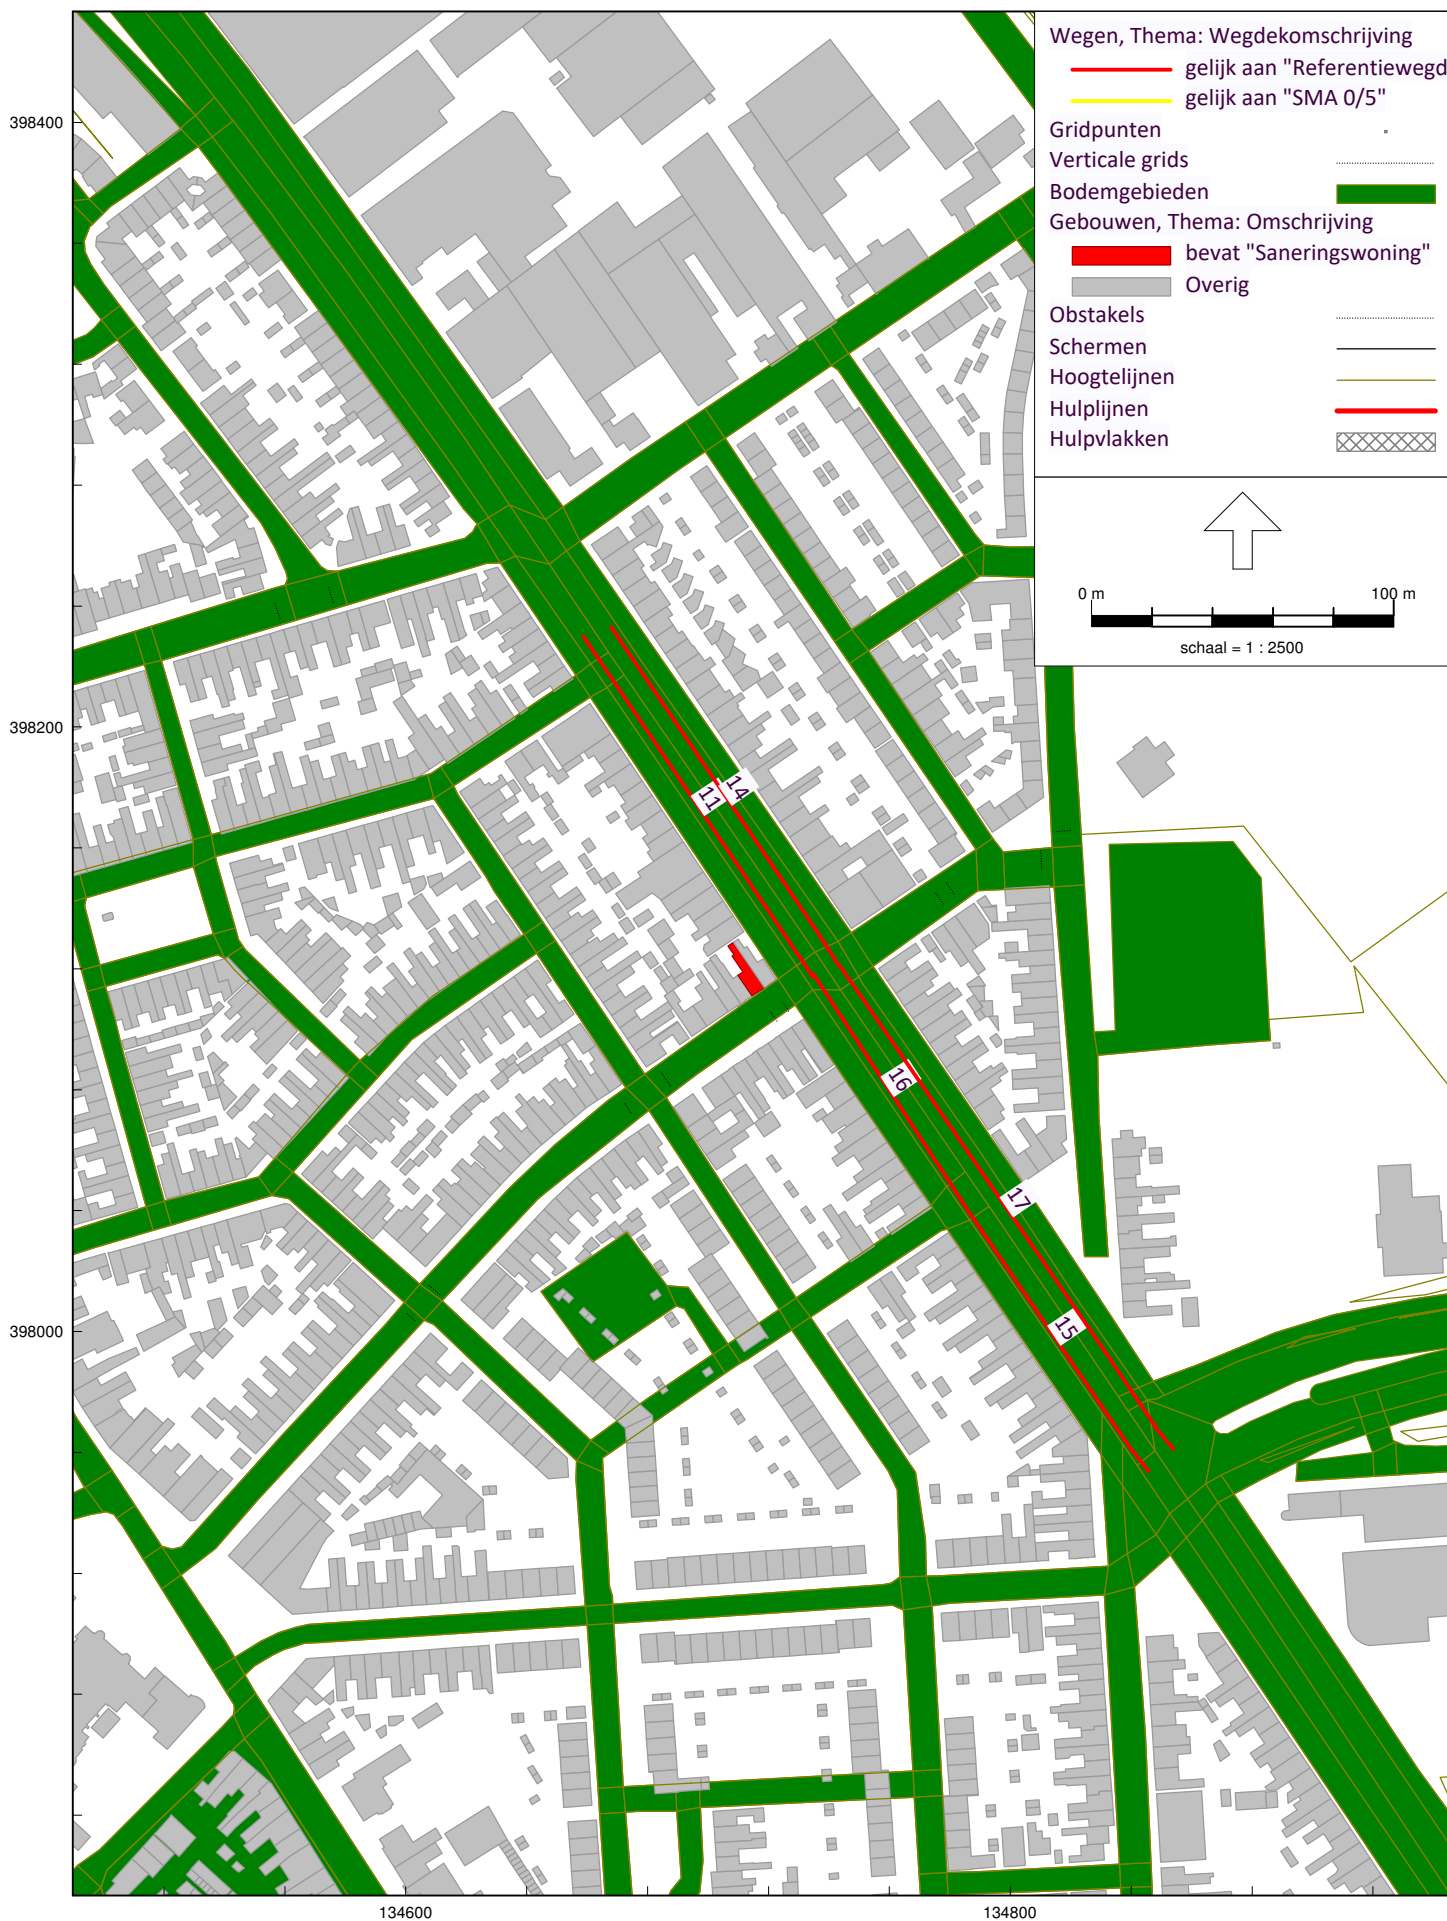 Wegen, Thema: Wegdekomschrijving
gelijk aan "Referentiewegd
gelijk aan "SMA 0/5"
Gridpunten
Verticale grids
Bodemgebieden
Gebouwen, Thema: Omschrijving
bevat "Saneringswoning"
Overig
Obstakels
Schermen
Hoogtelijnen
Hulplijnen
Hulpvlakken
0 m 100 m
schaal = 1 : 2500
398400
398200
398000
14
11
16
17
15
134600 134800